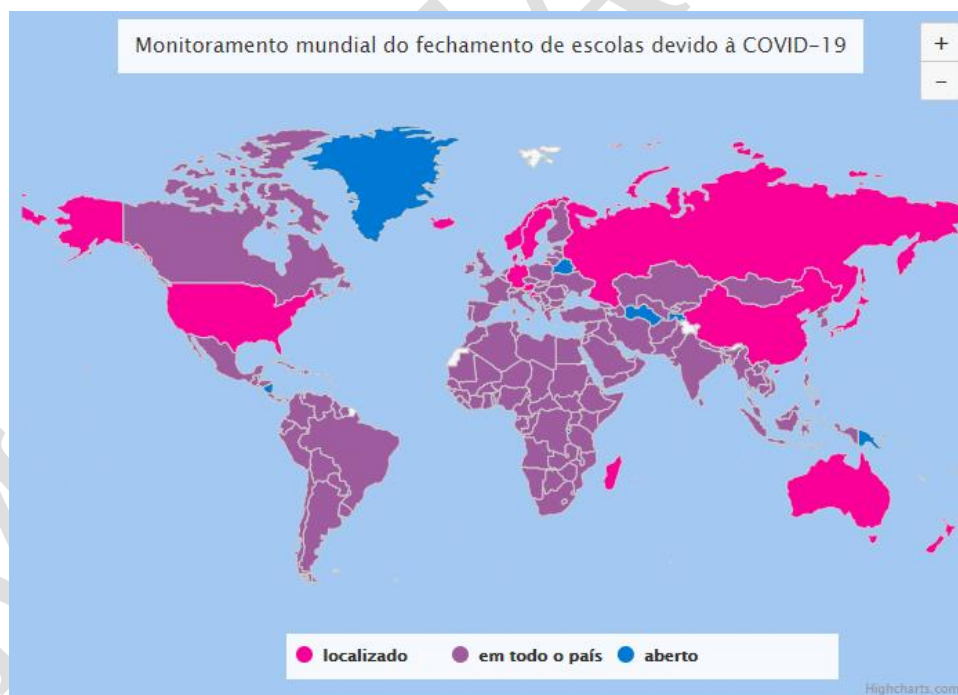 Monitoramento mundial do fechamento de escolas devido à COVID-19
+
−
localizado
em todo o país
aberto
Highcharts.com